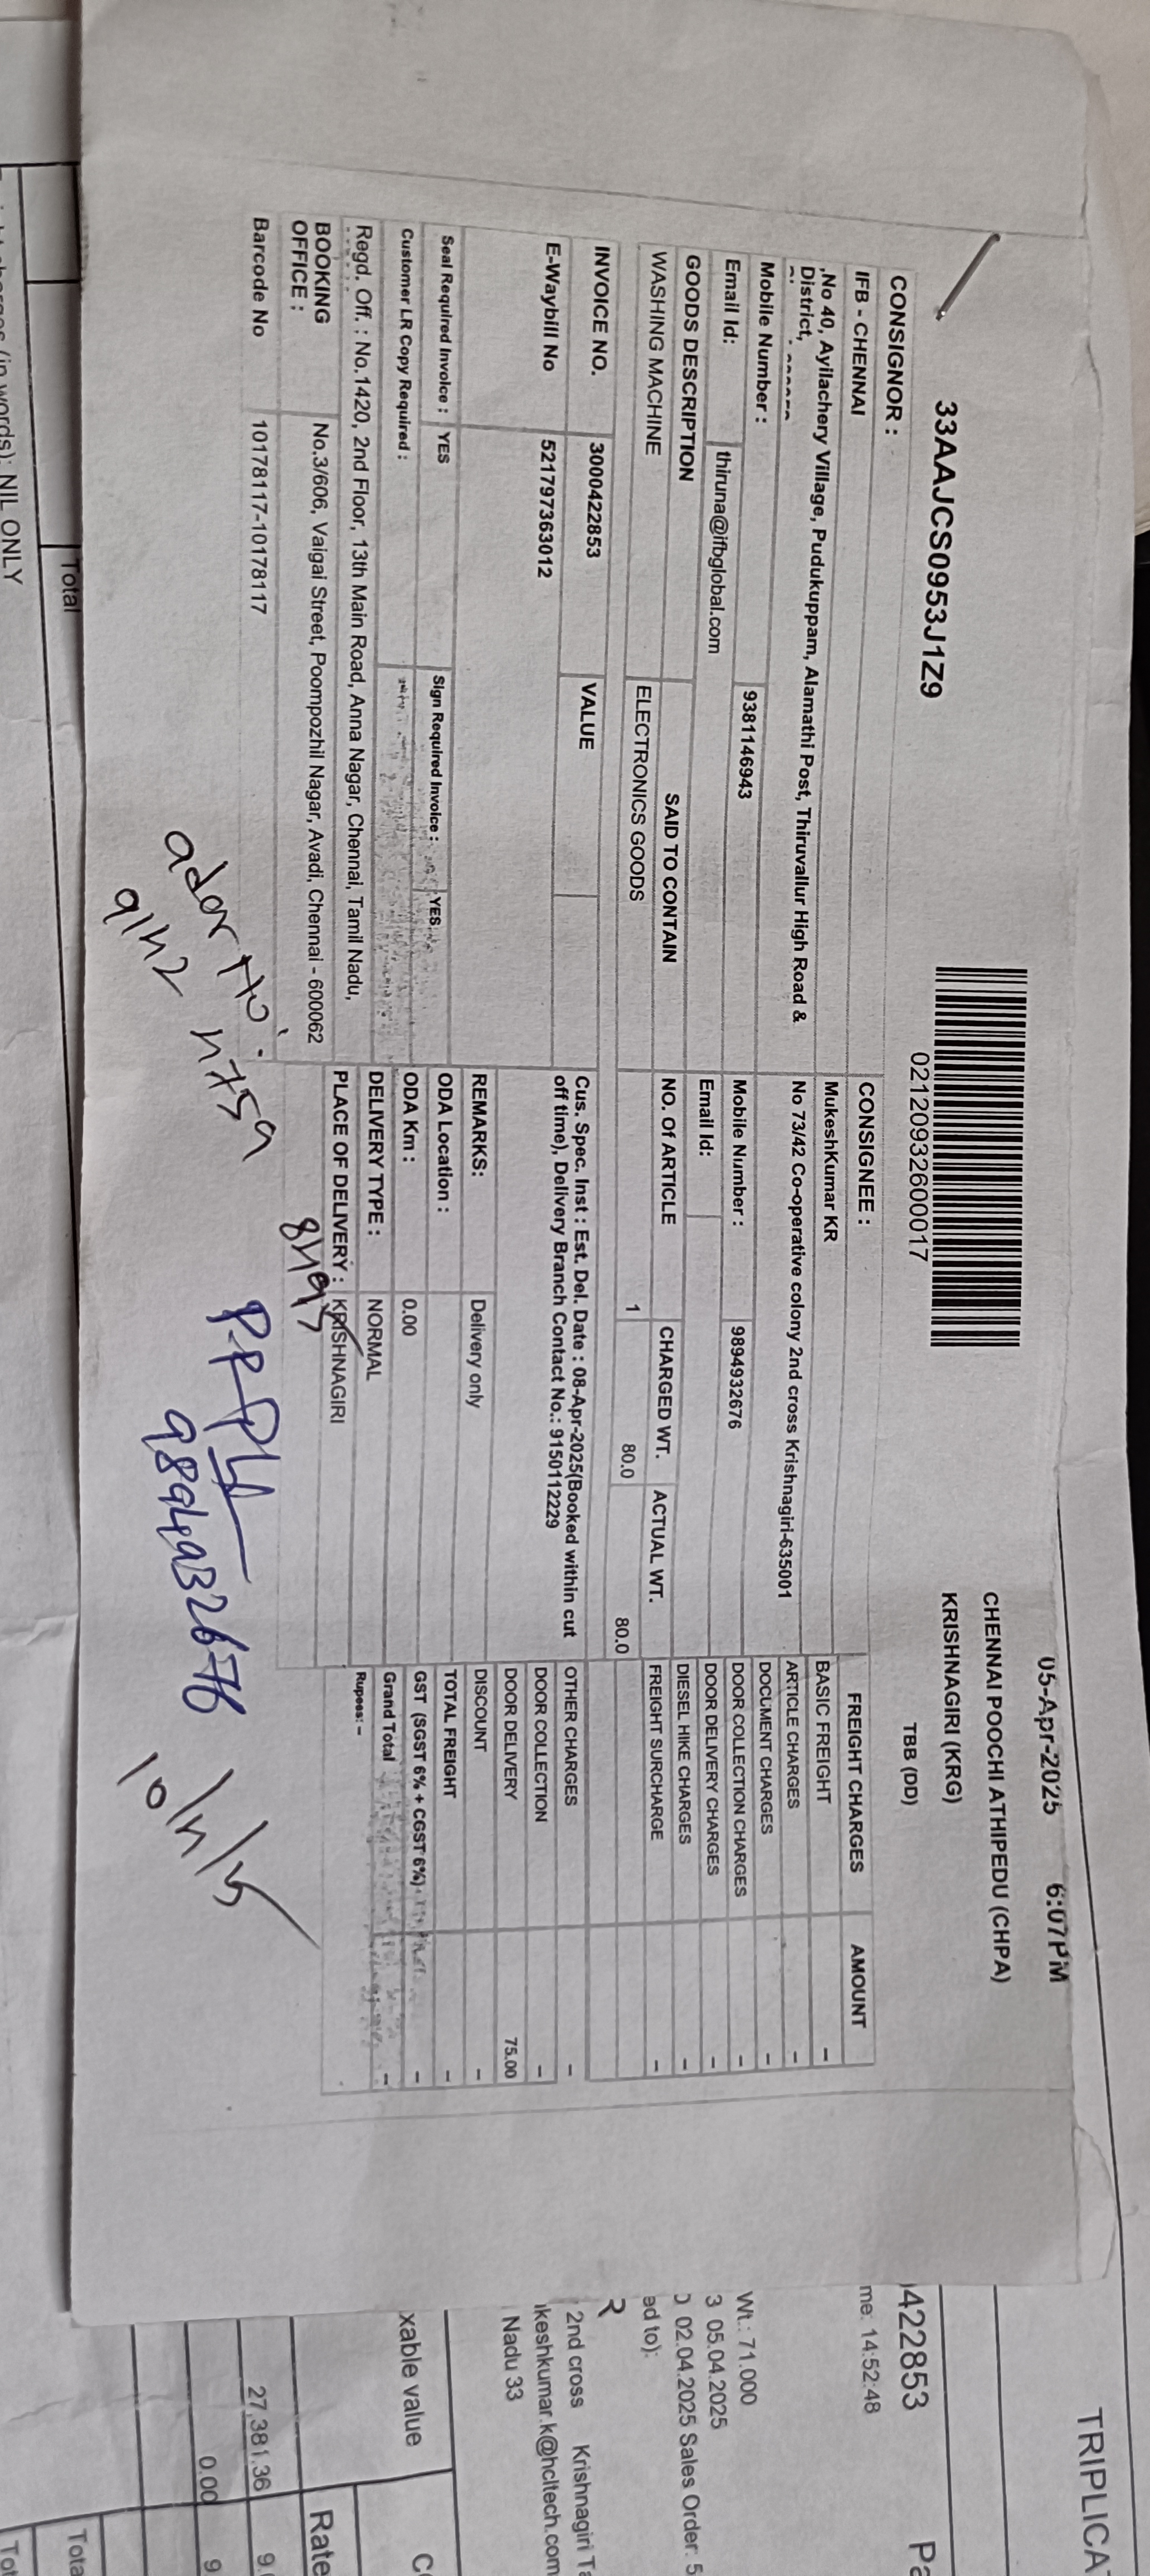 33AAJCS0953J1Z9
021209326000017
05-Apr-2025 6:07PM
CHENNAI POOCHI ATHIPEDU (CHPA)
KRISHNAGIRI (KRG)
TBB (DD)
CONSIGNOR :
IFB - CHENNAI
,No 40, Ayilachery Village, Pudukuppam, Alamathi Post, Thiruvallur High Road &
District,
Mobile Number : 9381146943
Email Id: thiruna@ifbglobal.com
GOODS DESCRIPTION SAID TO CONTAIN
WASHING MACHINE ELECTRONICS GOODS
INVOICE NO. 3000422853 VALUE
E-Waybill No 521797363012
Seal Required Invoice : YES Sign Required Invoice : YES
Customer LR Copy Required :
Regd. Off. : No.1420, 2nd Floor, 13th Main Road, Anna Nagar, Chennai, Tamil Nadu,
BOOKING OFFICE : No.3/606, Vaigai Street, Poompozhil Nagar, Avadi, Chennai - 600062
Barcode No 10178117-10178117
CONSIGNEE :
MukeshKumar KR
No 73/42 Co-operative colony 2nd cross Krishnagiri-635001
Mobile Number : 9894932676
Email Id:
NO. Of ARTICLE CHARGED WT. ACTUAL WT.
1 80.0 80.0
Cus. Spec. Inst : Est. Del. Date : 08-Apr-2025(Booked within cut
off time), Delivery Branch Contact No.: 9150112229
REMARKS: Delivery only
ODA Location :
ODA Km : 0.00
DELIVERY TYPE : NORMAL
PLACE OF DELIVERY : KRISHNAGIRI
FREIGHT CHARGES AMOUNT
BASIC FREIGHT -
ARTICLE CHARGES -
DOCUMENT CHARGES -
DOOR COLLECTION CHARGES -
DOOR DELIVERY CHARGES -
DIESEL HIKE CHARGES -
FREIGHT SURCHARGE -
OTHER CHARGES -
DOOR COLLECTION -
DOOR DELIVERY 75.00
DISCOUNT -
TOTAL FREIGHT -
GST (SGST 6% + CGST 6%) -
Grand Total -
Rupees: -
9894932676
TRIPLICA
0422853
me: 14:52:48
Wt.: 71.000
3 05.04.2025
02.04.2025 Sales Order: 5
ed to):
2nd cross Krishnagiri
ikeshkumar.k@hcltech.com
Nadu 33
xable value
Rate
27,381.36
0.00
Total
(in words): NIL ONLY